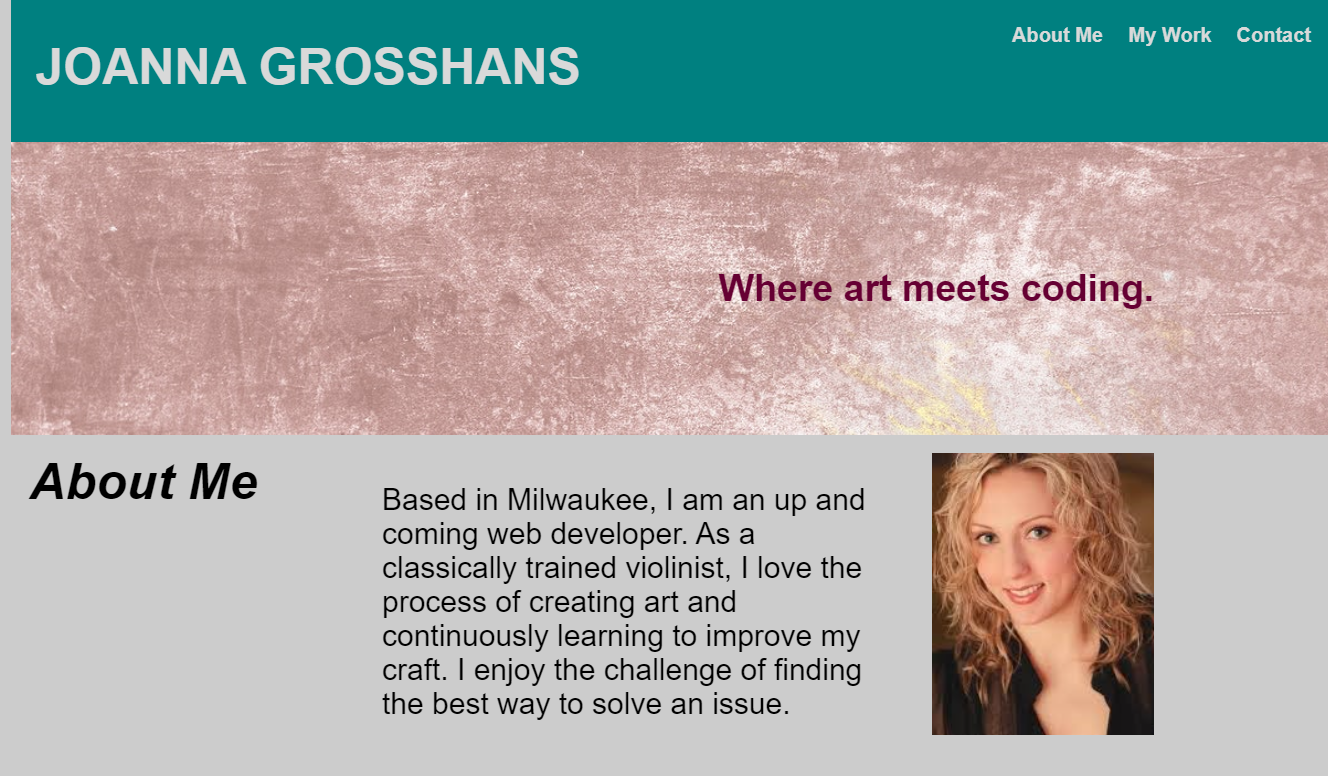 JOANNA GROSSHANS
About Me My Work Contact
Where art meets coding.
About Me
Based in Milwaukee, I am an up and
coming web developer. As a
classically trained violinist, I love the
process of creating art and
continuously learning to improve my
craft. I enjoy the challenge of finding
the best way to solve an issue.